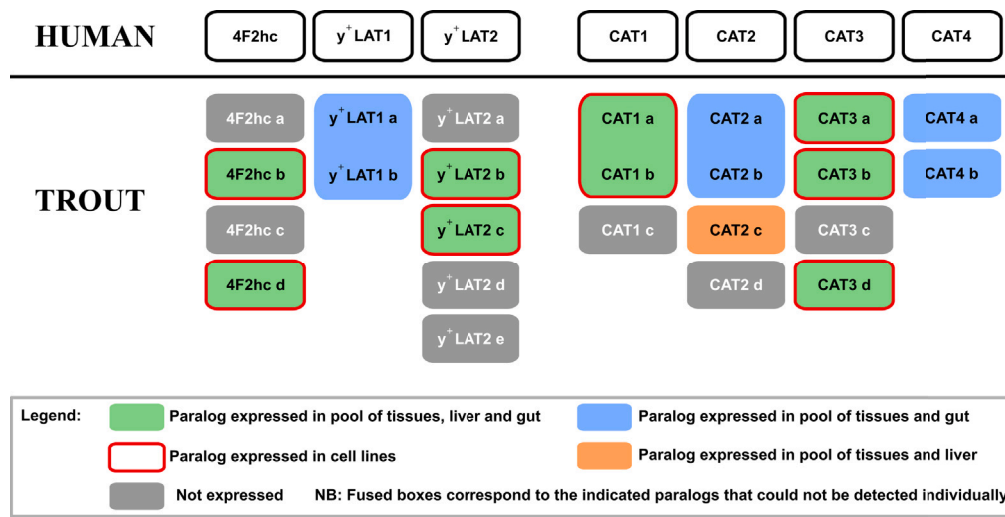 HUMAN 4F2hc y⁺LAT1 y⁺LAT2 CAT1 CAT2 CAT3 CAT4
TROUT
4F2hc a y⁺LAT1 a y⁺LAT2 a CAT1 a CAT2 a CAT3 a CAT4 a
4F2hc b y⁺LAT1 b y⁺LAT2 b CAT1 b CAT2 b CAT3 b CAT4 b
4F2hc c y⁺LAT2 c CAT1 c CAT2 c CAT3 c
4F2hc d y⁺LAT2 d CAT2 d CAT3 d
y⁺LAT2 e
Legend: Paralog expressed in pool of tissues, liver and gut Paralog expressed in pool of tissues and gut
Paralog expressed in cell lines Paralog expressed in pool of tissues and liver
Not expressed NB: Fused boxes correspond to the indicated paralogs that could not be detected individually